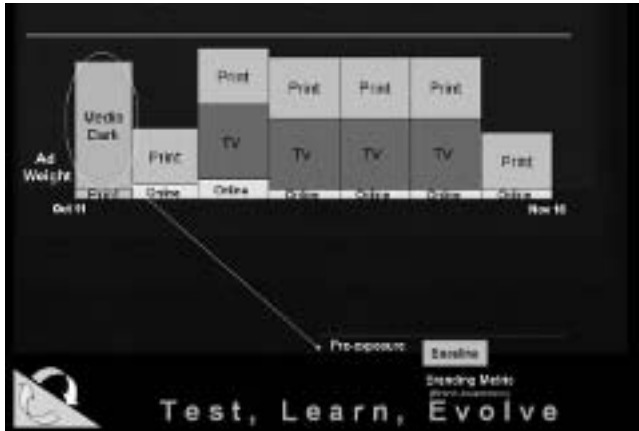 Print
Print Print Print
Media
Dark
TV
Ad
Weight
Print TV TV TV Print
Print Online Online Online Online Online Online
Oct 11
Nov 16
Pre-exposure
Baseline
Branding Metric
Test, Learn, Evolve